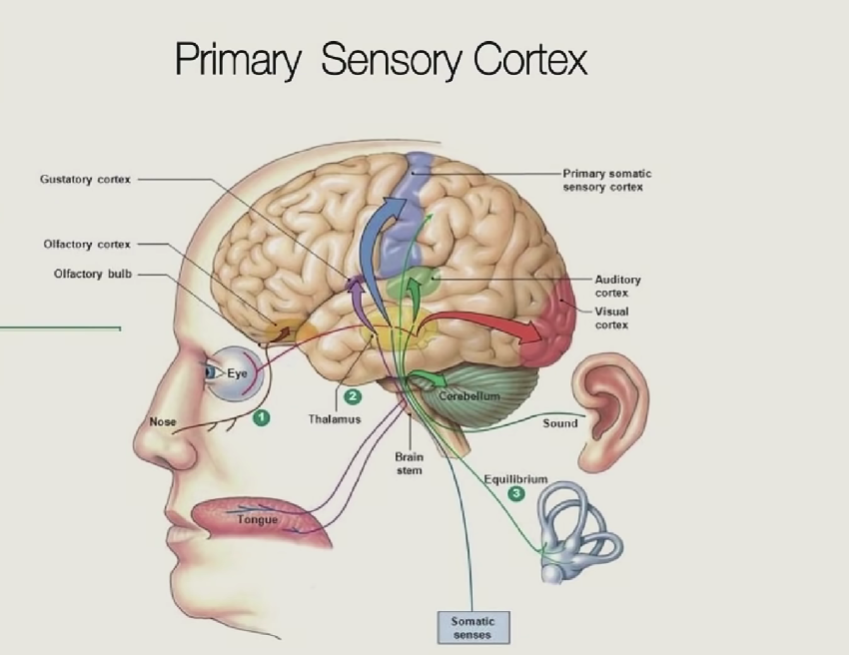 Primary Sensory Cortex
Gustatory cortex
Primary somatic
sensory cortex
Olfactory cortex
Olfactory bulb
Auditory
cortex
Visual
cortex
Eye
Nose
1
2
Thalamus
Cerebellum
Sound
Brain
stem
Equilibrium
3
Tongue
Somatic
senses